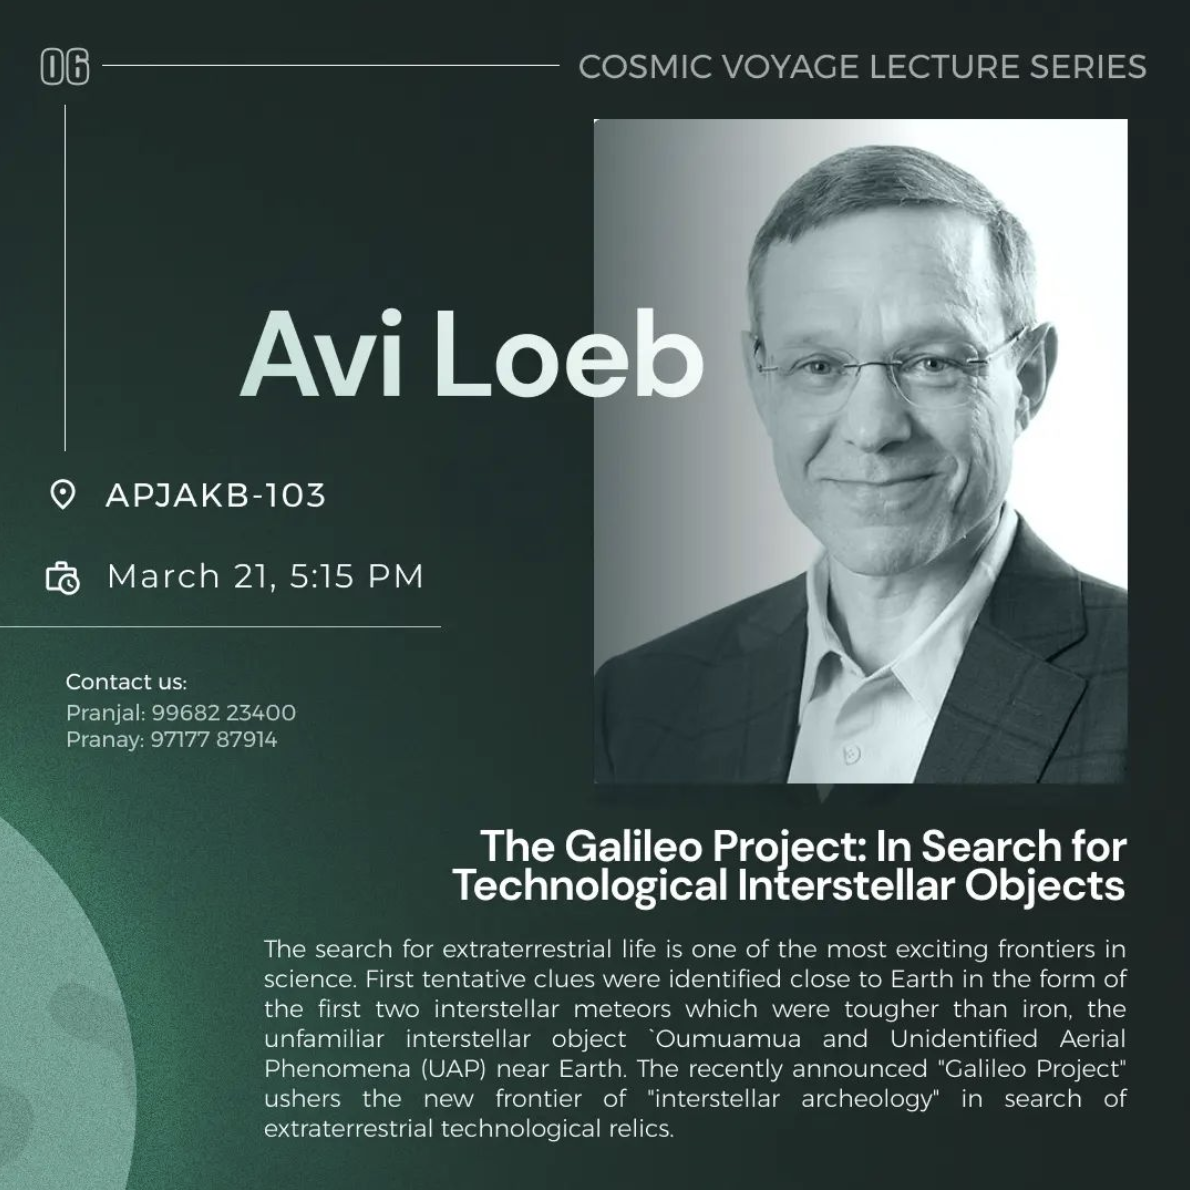 06
COSMIC VOYAGE LECTURE SERIES
Avi Loeb
APJAKB-103
March 21, 5:15 PM
Contact us:
Pranjal: 99682 23400
Pranay: 97177 87914
The Galileo Project: In Search for
Technological Interstellar Objects
The search for extraterrestrial life is one of the most exciting frontiers in
science. First tentative clues were identified close to Earth in the form of
the first two interstellar meteors which were tougher than iron, the
unfamiliar interstellar object `Oumuamua and Unidentified Aerial
Phenomena (UAP) near Earth. The recently announced "Galileo Project"
ushers the new frontier of "interstellar archeology" in search of
extraterrestrial technological relics.